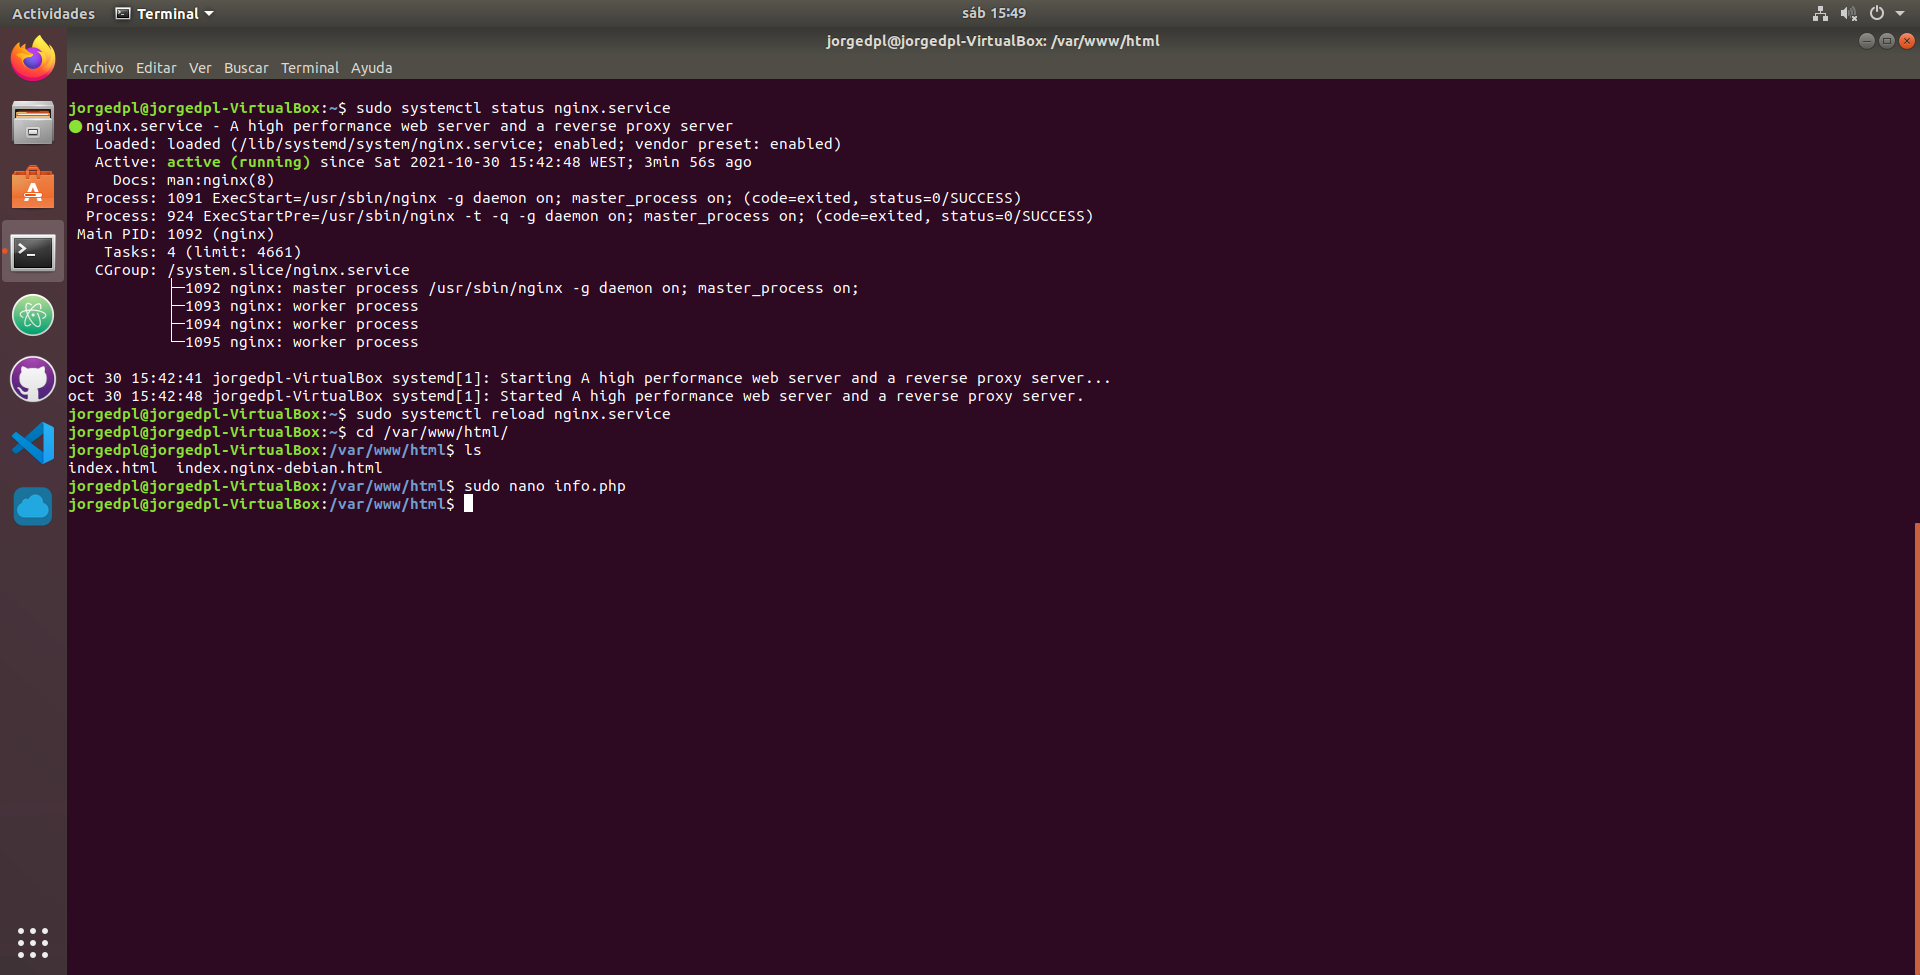 Actividades Terminal sáb 15:49
jorgedpl@jorgedpl-VirtualBox: /var/www/html
Archivo Editar Ver Buscar Terminal Ayuda
jorgedpl@jorgedpl-VirtualBox:~$ sudo systemctl status nginx.service
● nginx.service - A high performance web server and a reverse proxy server
   Loaded: loaded (/lib/systemd/system/nginx.service; enabled; vendor preset: enabled)
   Active: active (running) since Sat 2021-10-30 15:42:48 WEST; 3min 56s ago
     Docs: man:nginx(8)
  Process: 1091 ExecStart=/usr/sbin/nginx -g daemon on; master_process on; (code=exited, status=0/SUCCESS)
  Process: 924 ExecStartPre=/usr/sbin/nginx -t -q -g daemon on; master_process on; (code=exited, status=0/SUCCESS)
 Main PID: 1092 (nginx)
    Tasks: 4 (limit: 4661)
   CGroup: /system.slice/nginx.service
           ├─1092 nginx: master process /usr/sbin/nginx -g daemon on; master_process on;
           ├─1093 nginx: worker process
           ├─1094 nginx: worker process
           └─1095 nginx: worker process
oct 30 15:42:41 jorgedpl-VirtualBox systemd[1]: Starting A high performance web server and a reverse proxy server...
oct 30 15:42:48 jorgedpl-VirtualBox systemd[1]: Started A high performance web server and a reverse proxy server.
jorgedpl@jorgedpl-VirtualBox:~$ sudo systemctl reload nginx.service
jorgedpl@jorgedpl-VirtualBox:~$ cd /var/www/html/
jorgedpl@jorgedpl-VirtualBox:/var/www/html$ ls
index.html  index.nginx-debian.html
jorgedpl@jorgedpl-VirtualBox:/var/www/html$ sudo nano info.php
jorgedpl@jorgedpl-VirtualBox:/var/www/html$